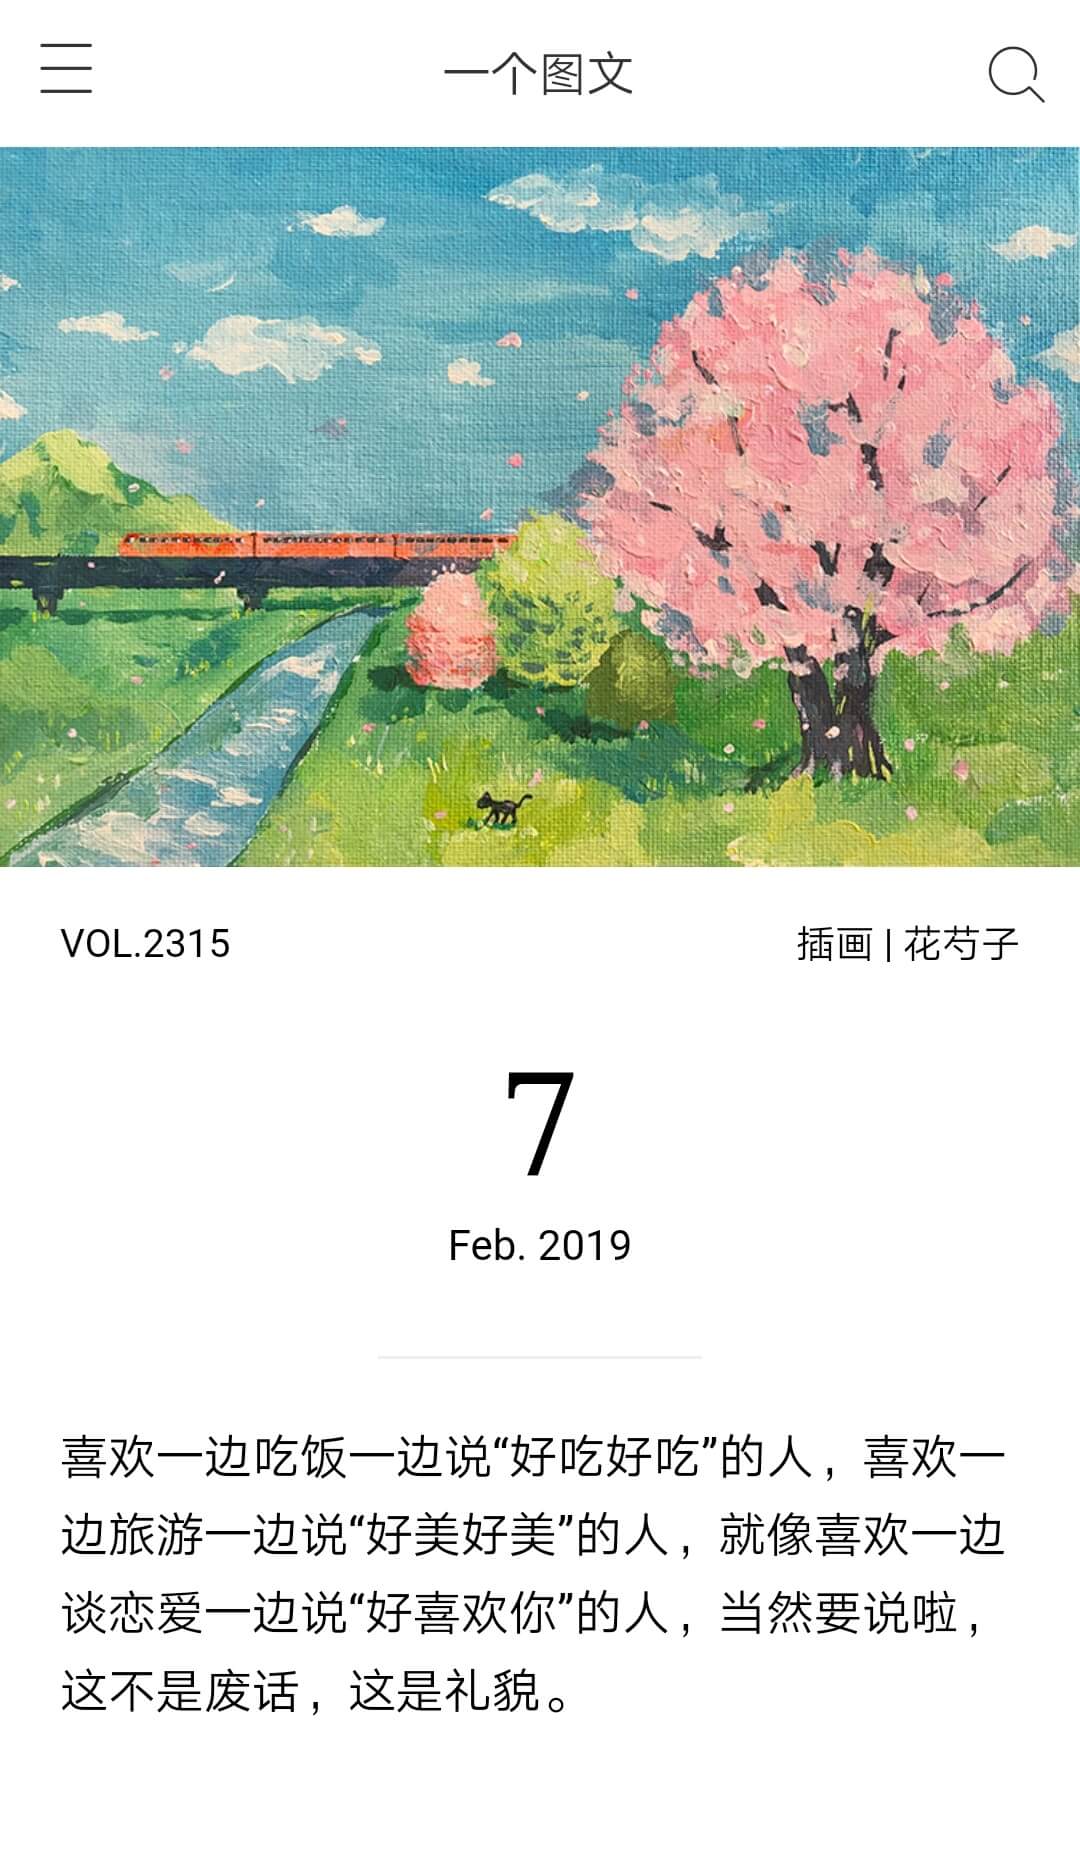 一个图文
VOL.2315
插画 | 花芍子
7
Feb. 2019
喜欢一边吃饭一边说“好吃好吃”的人，喜欢一
边旅游一边说“好美好美”的人，就像喜欢一边
谈恋爱一边说“好喜欢你”的人，当然要说啦，
这不是废话，这是礼貌。